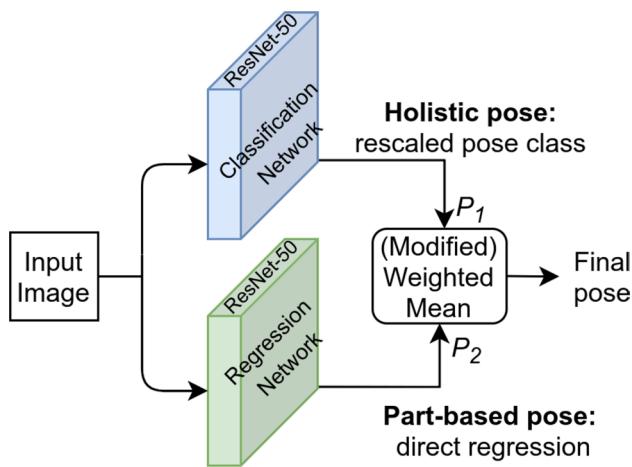 Input
Image
ResNet-50
Classification
Network
Holistic pose:
rescaled pose class
P1
(Modified)
Weighted
Mean
Final
pose
ResNet-50
Regression
Network
P2
Part-based pose:
direct regression